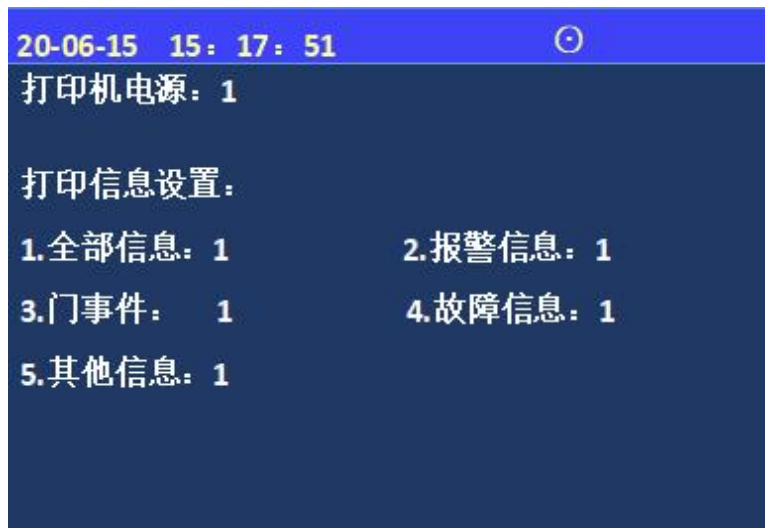 20-06-15 15：17：51 ⊙
打印机电源：1
打印信息设置：
1.全部信息：1 2.报警信息：1
3.门事件： 1 4.故障信息：1
5.其他信息：1